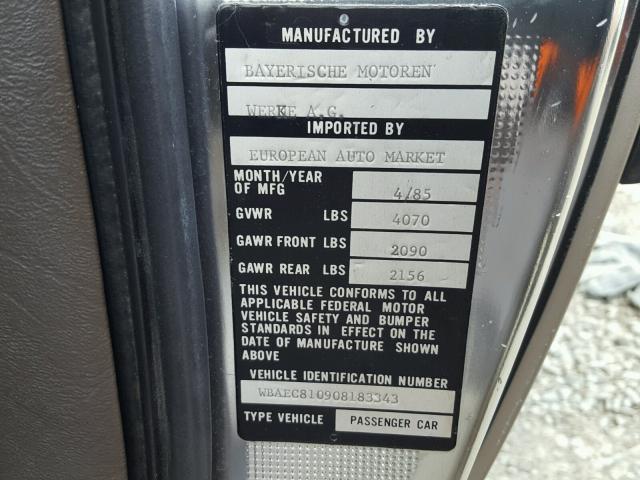 MANUFACTURED BY
BAYERISCHE MOTOREN
WERKE A.G.
IMPORTED BY
EUROPEAN AUTO MARKET
MONTH/YEAR OF MFG 4/85
GVWR LBS 4070
GAWR FRONT LBS 2090
GAWR REAR LBS 2156
THIS VEHICLE CONFORMS TO ALL
APPLICABLE FEDERAL MOTOR
VEHICLE SAFETY AND BUMPER
STANDARDS IN EFFECT ON THE
DATE OF MANUFACTURE SHOWN
ABOVE
VEHICLE IDENTIFICATION NUMBER
WBAEC810908183343
TYPE VEHICLE PASSENGER CAR